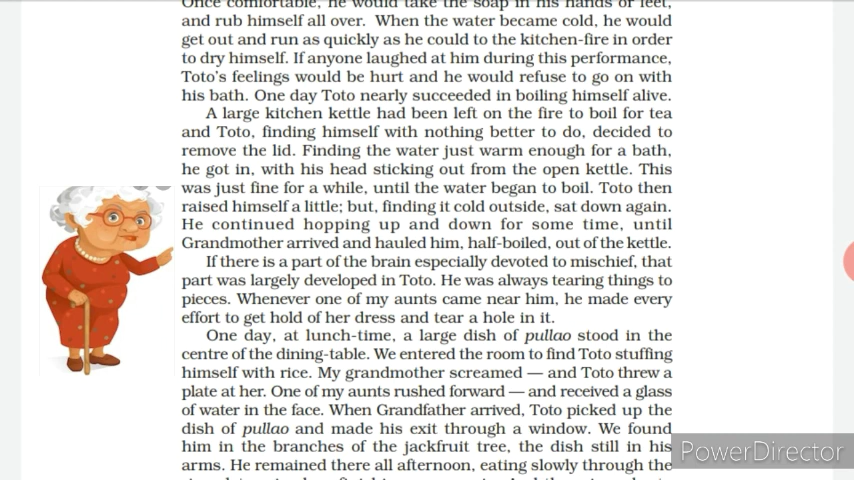 Once comfortable, he would take the soap in his hands or feet,
and rub himself all over. When the water became cold, he would
get out and run as quickly as he could to the kitchen-fire in order
to dry himself. If anyone laughed at him during this performance,
Toto's feelings would be hurt and he would refuse to go on with
his bath. One day Toto nearly succeeded in boiling himself alive.
A large kitchen kettle had been left on the fire to boil for tea
and Toto, finding himself with nothing better to do, decided to
remove the lid. Finding the water just warm enough for a bath,
he got in, with his head sticking out from the open kettle. This
was just fine for a while, until the water began to boil. Toto then
raised himself a little; but, finding it cold outside, sat down again.
He continued hopping up and down for some time, until
Grandmother arrived and hauled him, half-boiled, out of the kettle.
If there is a part of the brain especially devoted to mischief, that
part was largely developed in Toto. He was always tearing things to
pieces. Whenever one of my aunts came near him, he made every
effort to get hold of her dress and tear a hole in it.
One day, at lunch-time, a large dish of pullao stood in the
centre of the dining-table. We entered the room to find Toto stuffing
himself with rice. My grandmother screamed — and Toto threw a
plate at her. One of my aunts rushed forward — and received a glass
of water in the face. When Grandfather arrived, Toto picked up the
dish of pullao and made his exit through a window. We found
him in the branches of the jackfruit tree, the dish still in his
arms. He remained there all afternoon, eating slowly through the
PowerDirector